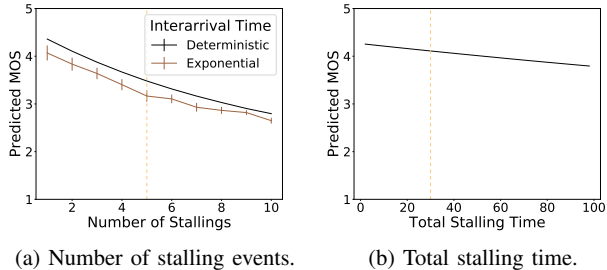 5
4
3
2
1
Predicted MOS
Interarrival Time
Deterministic
Exponential
2 4 6 8 10
Number of Stallings
(a) Number of stalling events.
5
4
3
2
1
Predicted MOS
0 20 40 60 80 100
Total Stalling Time
(b) Total stalling time.